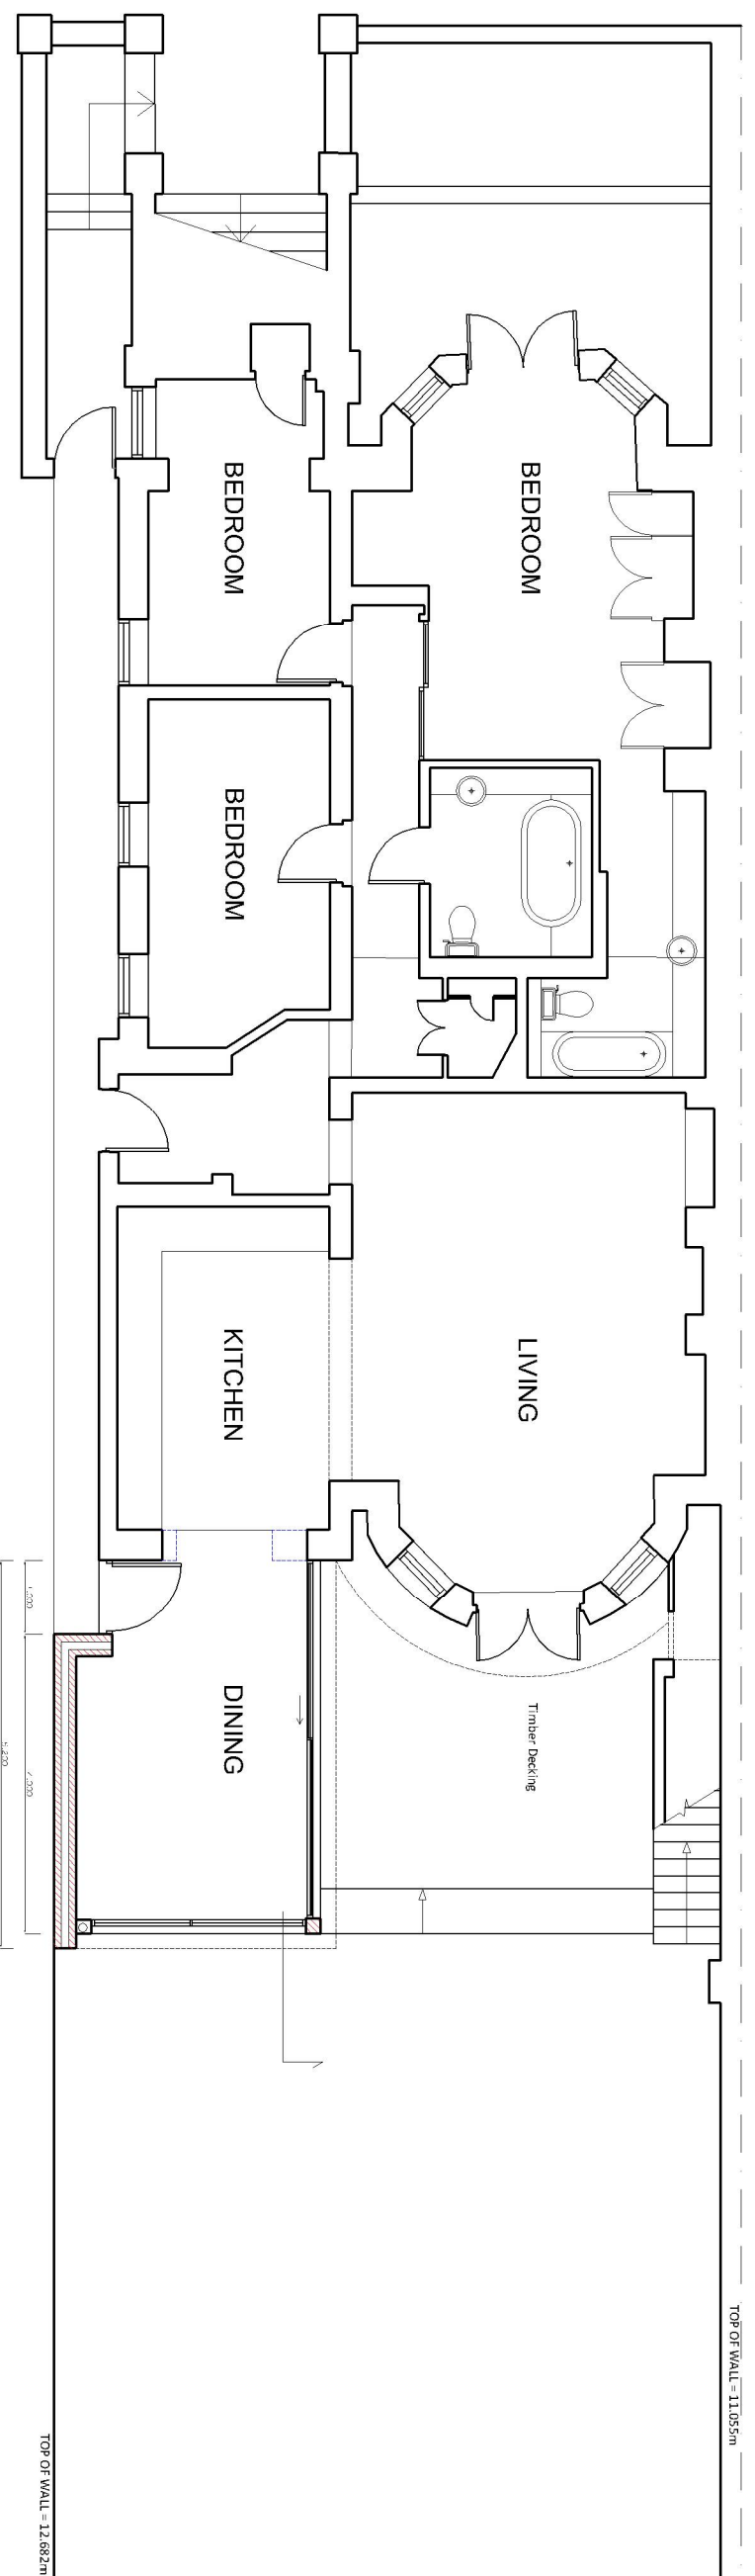 BEDROOM
BEDROOM
BEDROOM
KITCHEN
LIVING
DINING
Timber Decking
TOP OF WALL = 11.055m
TOP OF WALL = 12.682m